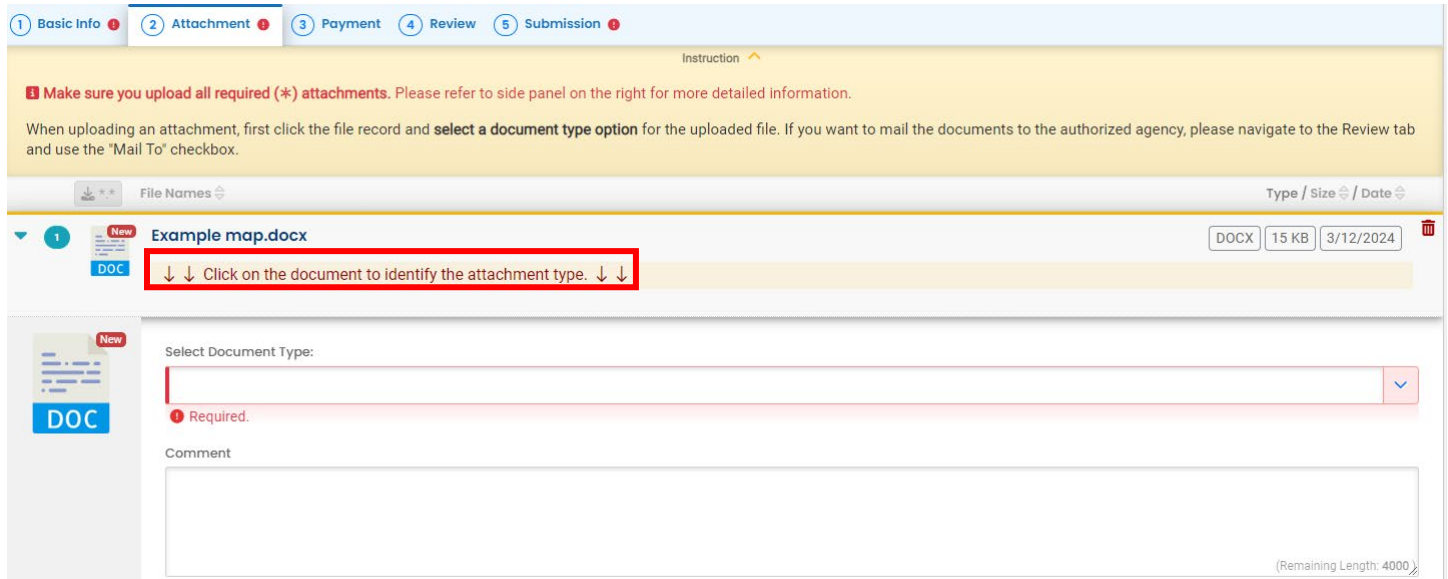 1 Basic Info 2 Attachment 3 Payment 4 Review 5 Submission
Instruction
Make sure you upload all required (*) attachments. Please refer to side panel on the right for more detailed information.
When uploading an attachment, first click the file record and select a document type option for the uploaded file. If you want to mail the documents to the authorized agency, please navigate to the Review tab
and use the "Mail To" checkbox.
*.* File Names Type / Size / Date
1 New DOC Example map.docx DOCX 15 KB 3/12/2024
↓ ↓ Click on the document to identify the attachment type. ↓ ↓
New
DOC
Select Document Type:
Required.
Comment
(Remaining Length: 4000)